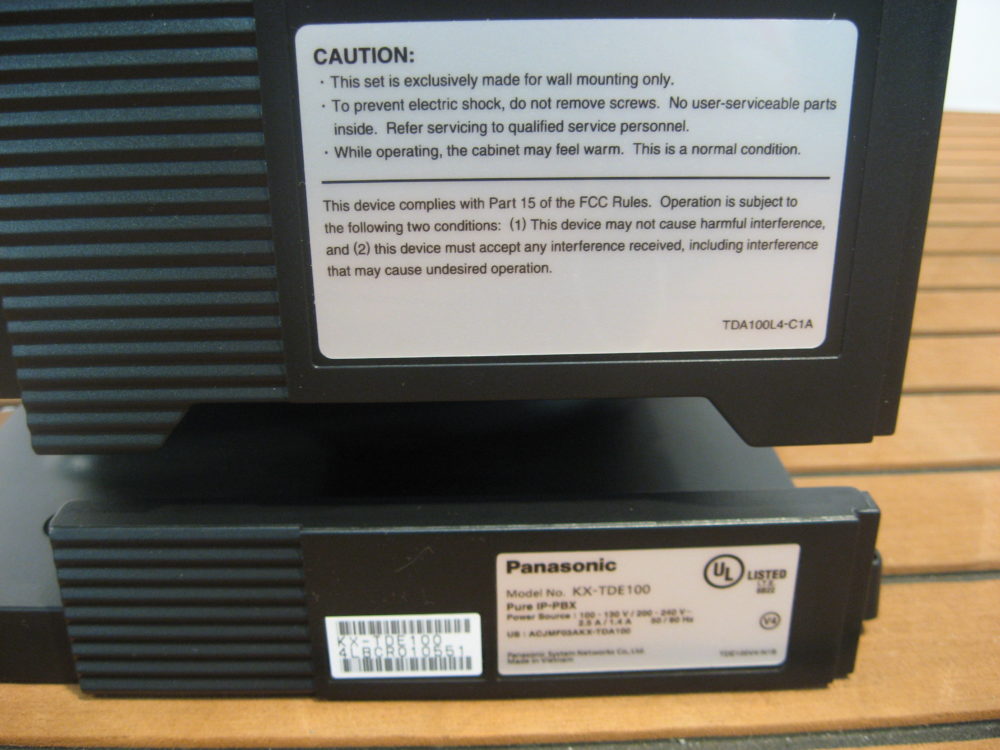 CAUTION:
· This set is exclusively made for wall mounting only.
· To prevent electric shock, do not remove screws. No user-serviceable parts
inside. Refer servicing to qualified service personnel.
· While operating, the cabinet may feel warm. This is a normal condition.
This device complies with Part 15 of the FCC Rules. Operation is subject to
the following two conditions: (1) This device may not cause harmful interference,
and (2) this device must accept any interference received, including interference
that may cause undesired operation.
TDA100L4-C1A
Panasonic
Model No. KX-TDE100
Pure IP-PBX
Power Source : 100 - 130 V / 200 - 240 V~
2.5 A / 1.4 A 50 / 60 Hz
US : ACJMF03AKX-TDA100
Panasonic System Networks Co., Ltd.
Made in Vietnam
UL LISTED
V4
KX-TDE100